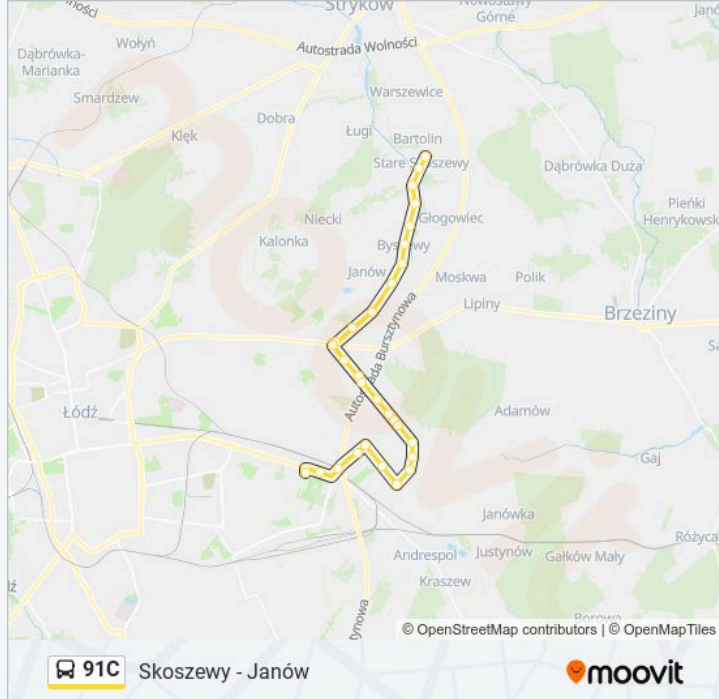 Stryków
Nowostawy
Górne
Wołyń
Autostrada Wolności
Dąbrówka-
Marianka
Warszewice
Smardzew
Dobra
Ługi
Bartolin
Klęk
Stare Skoszewy
Dąbrówka Duża
Niecki
Głogowiec
Pieńki
Henrykowsk
Kalonka
Byszewy
Janów
Moskwa
Polik
Lipiny
Brzeziny
Autostrada Bursztynowa
Łódź
Adamów
Gaj
Janówka
Różyca
Andrespol
Justynów
Gałków Mały
Kraszew
ynowa
Borowa
© OpenStreetMap contributors | © OpenMapTiles
91C Skoszewy - Janów
moovit